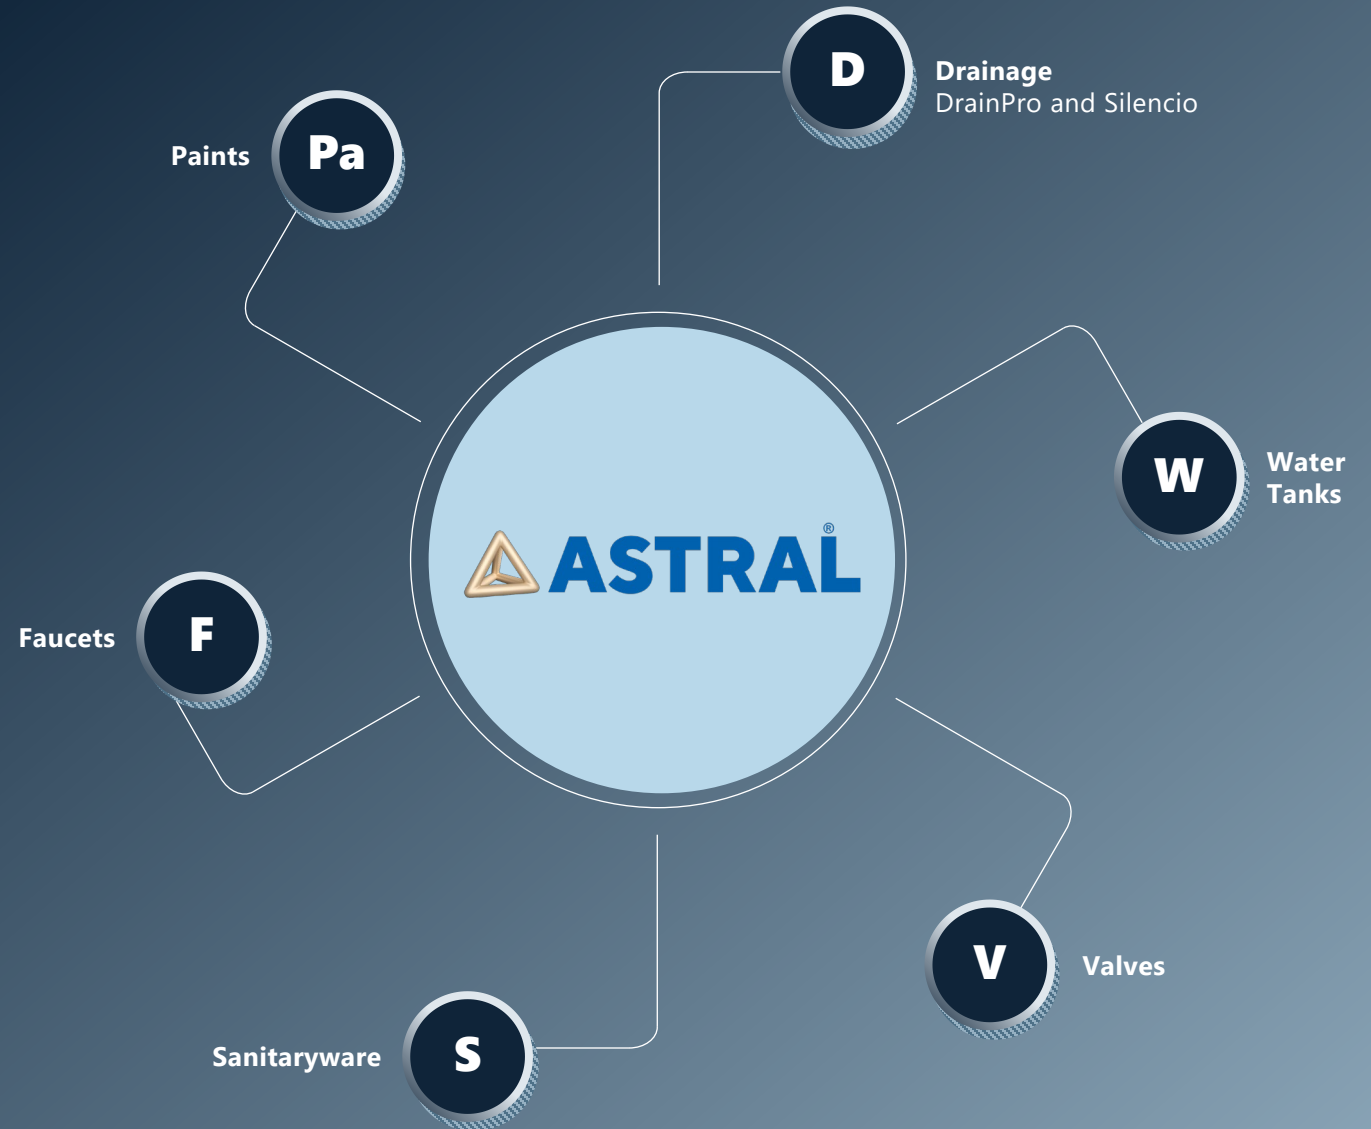 D
Drainage
DrainPro and Silencio
Paints
Pa
W
Water
Tanks
ASTRAL®
Faucets
F
V
Valves
Sanitaryware
S